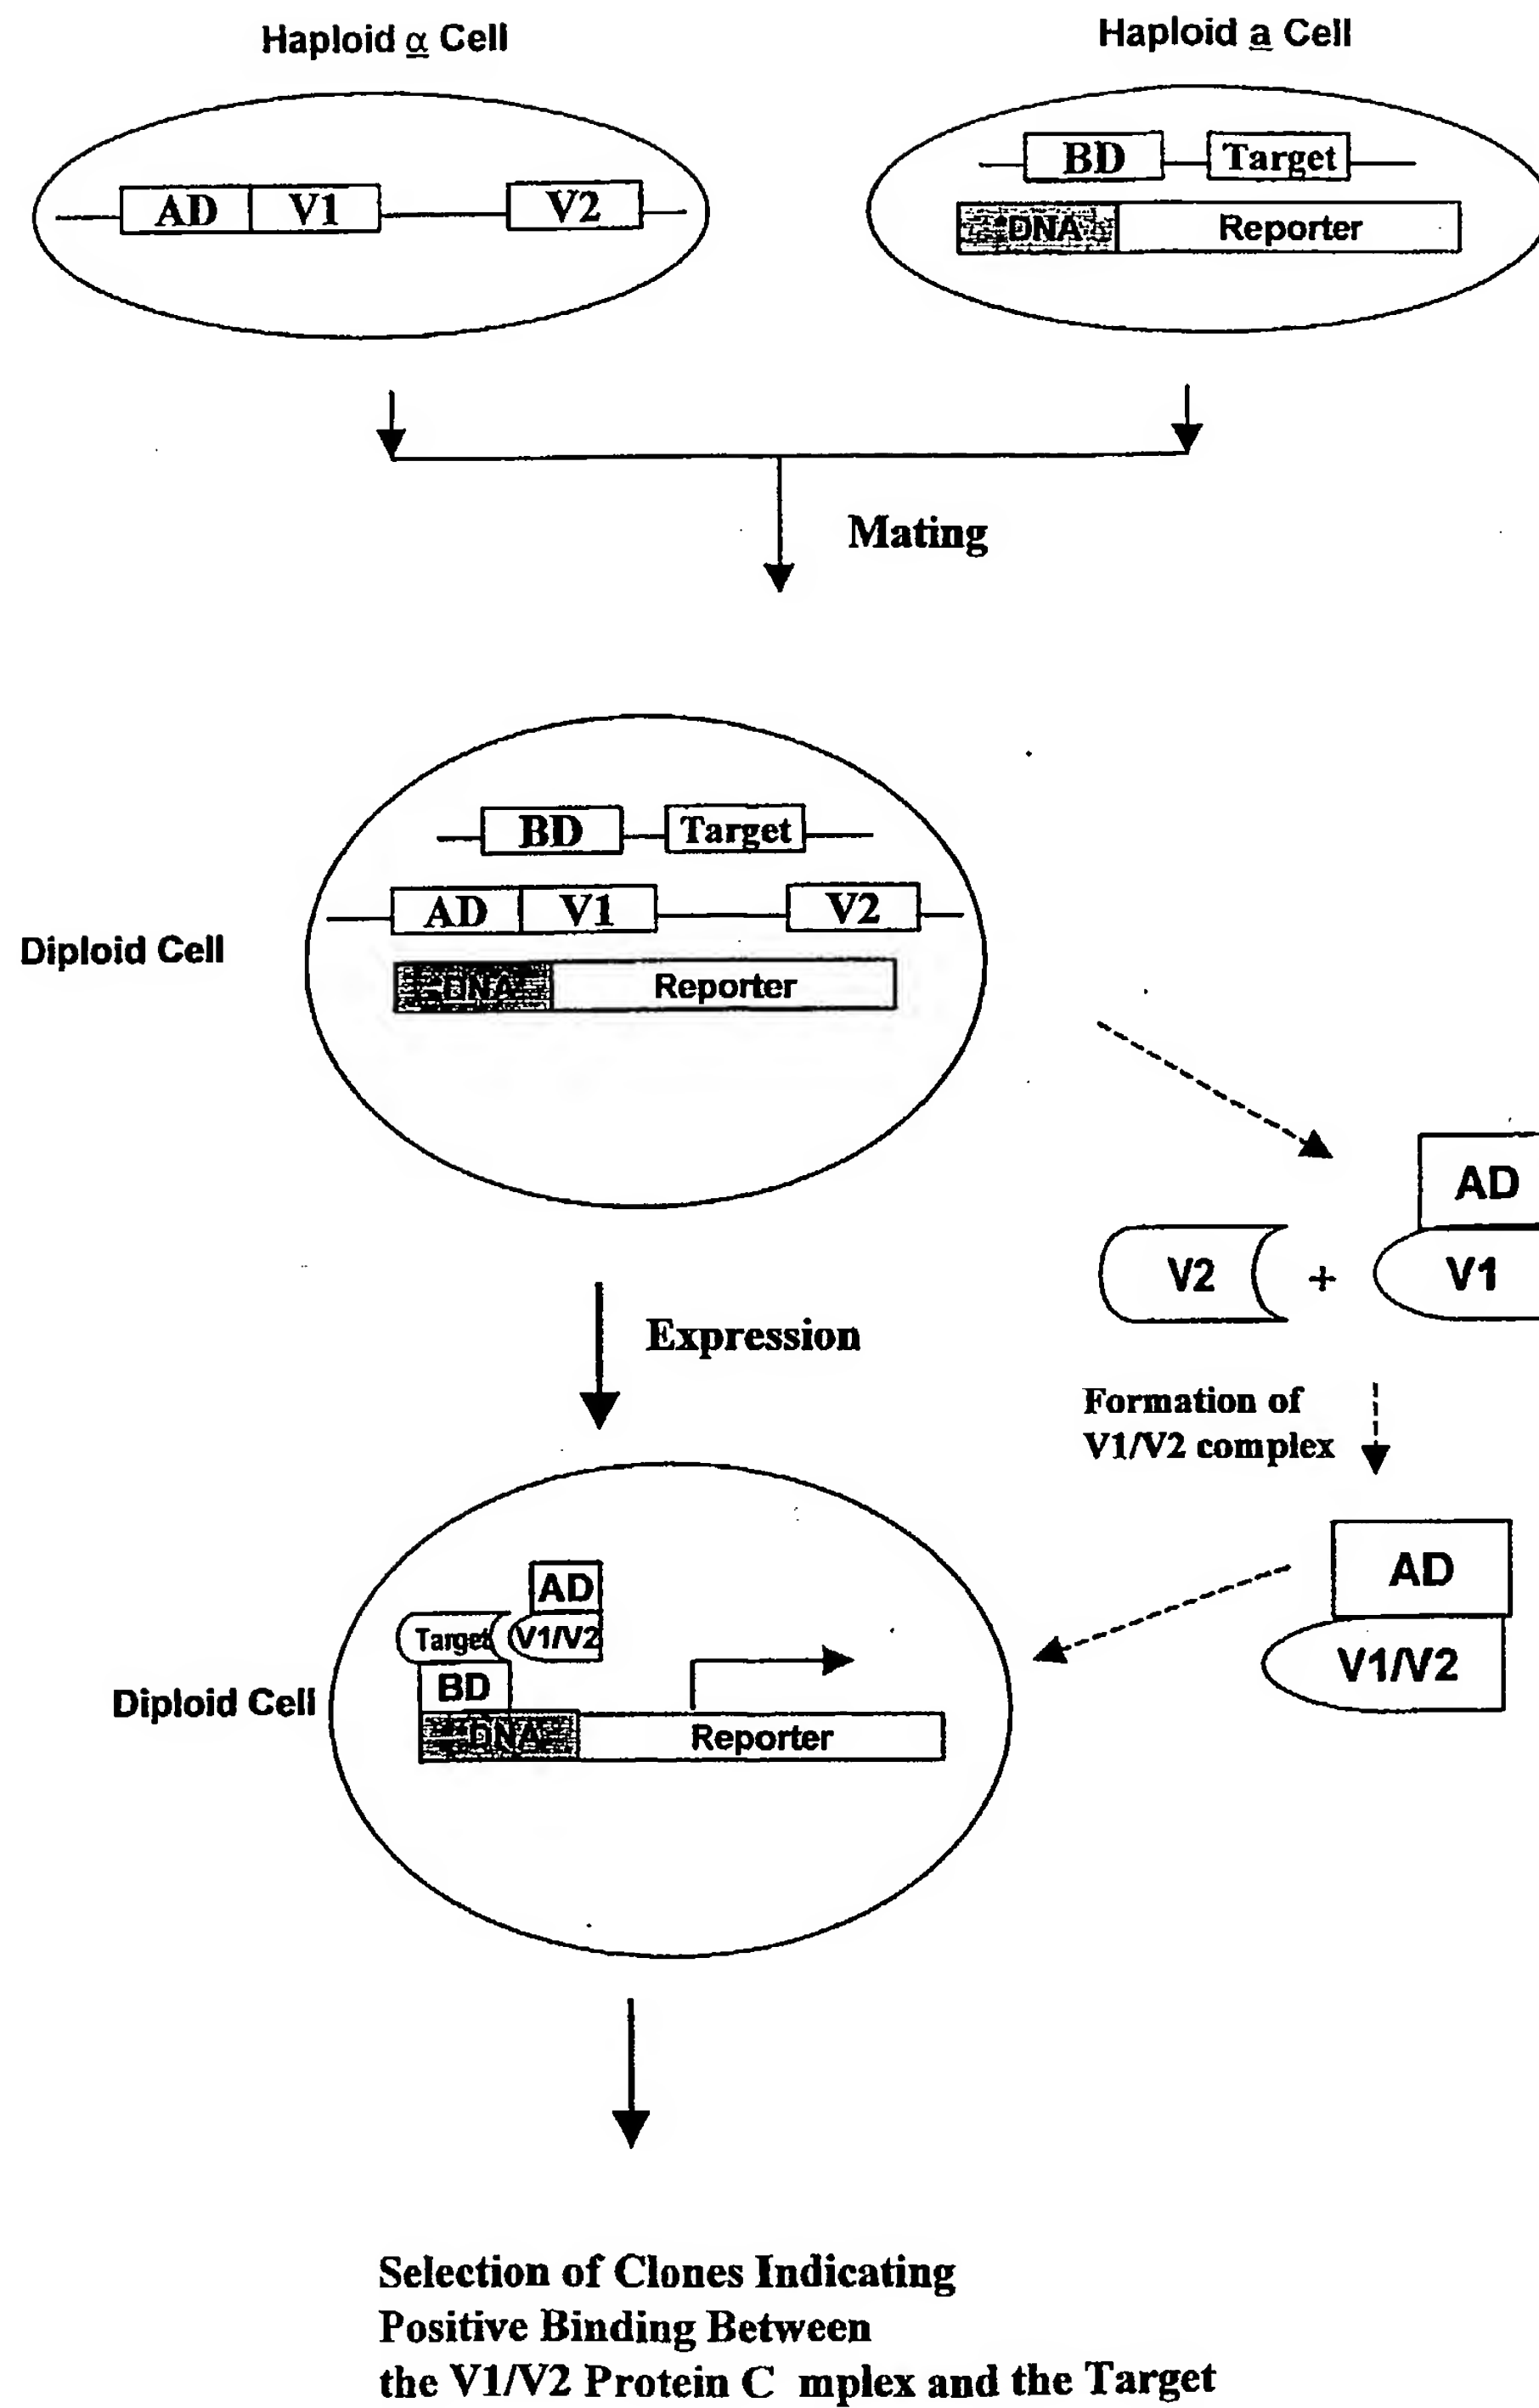 Haploid α Cell
Haploid a Cell
AD V1 V2
BD Target
DNA Reporter
Mating
BD Target
AD V1 V2
Diploid Cell
DNA Reporter
AD
V2 + V1
Expression
Formation of
V1/V2 complex
AD
V1/V2
AD
Target V1/V2
BD
Diploid Cell
DNA Reporter
Selection of Clones Indicating
Positive Binding Between
the V1/V2 Protein C mplex and the Target